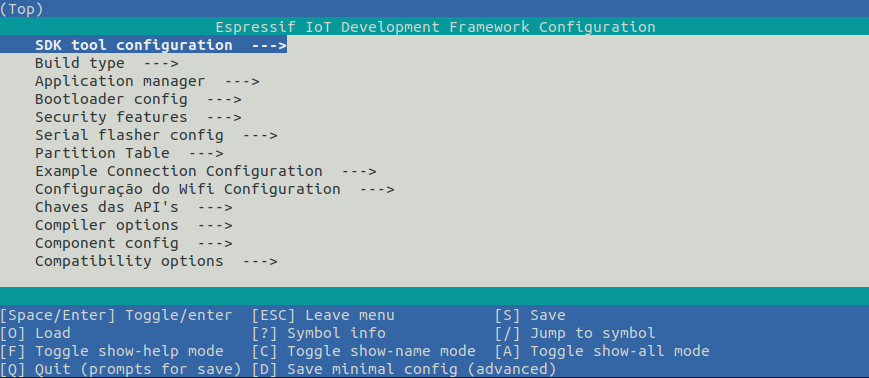 (Top)
Espressif IoT Development Framework Configuration
SDK tool configuration  --->
Build type  --->
Application manager  --->
Bootloader config  --->
Security features  --->
Serial flasher config  --->
Partition Table  --->
Example Connection Configuration  --->
Configuração do Wifi Configuration  --->
Chaves das API's  --->
Compiler options  --->
Component config  --->
Compatibility options  --->
[Space/Enter] Toggle/enter  [ESC] Leave menu           [S] Save
[O] Load                    [?] Symbol info            [/] Jump to symbol
[F] Toggle show-help mode   [C] Toggle show-name mode  [A] Toggle show-all mode
[Q] Quit (prompts for save) [D] Save minimal config (advanced)